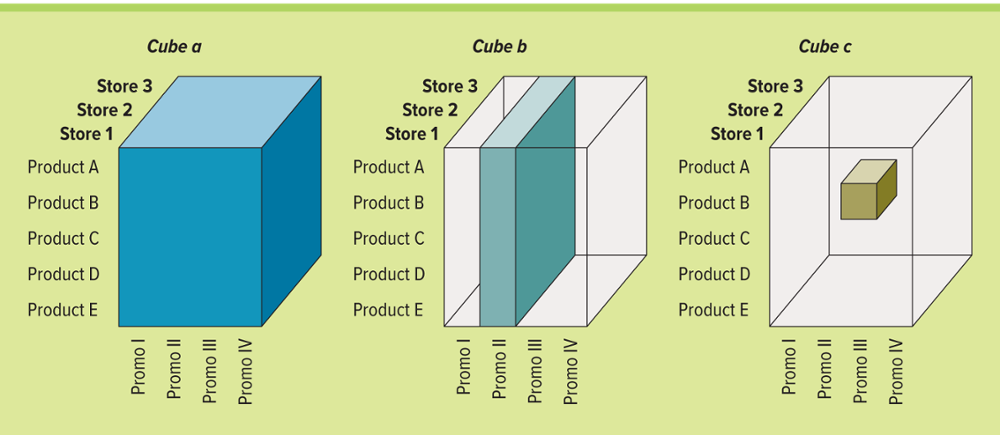 Cube a
Store 3
Store 2
Store 1
Product A
Product B
Product C
Product D
Product E
Promo I
Promo II
Promo III
Promo IV
Cube b
Store 3
Store 2
Store 1
Product A
Product B
Product C
Product D
Product E
Promo I
Promo II
Promo III
Promo IV
Cube c
Store 3
Store 2
Store 1
Product A
Product B
Product C
Product D
Product E
Promo I
Promo II
Promo III
Promo IV